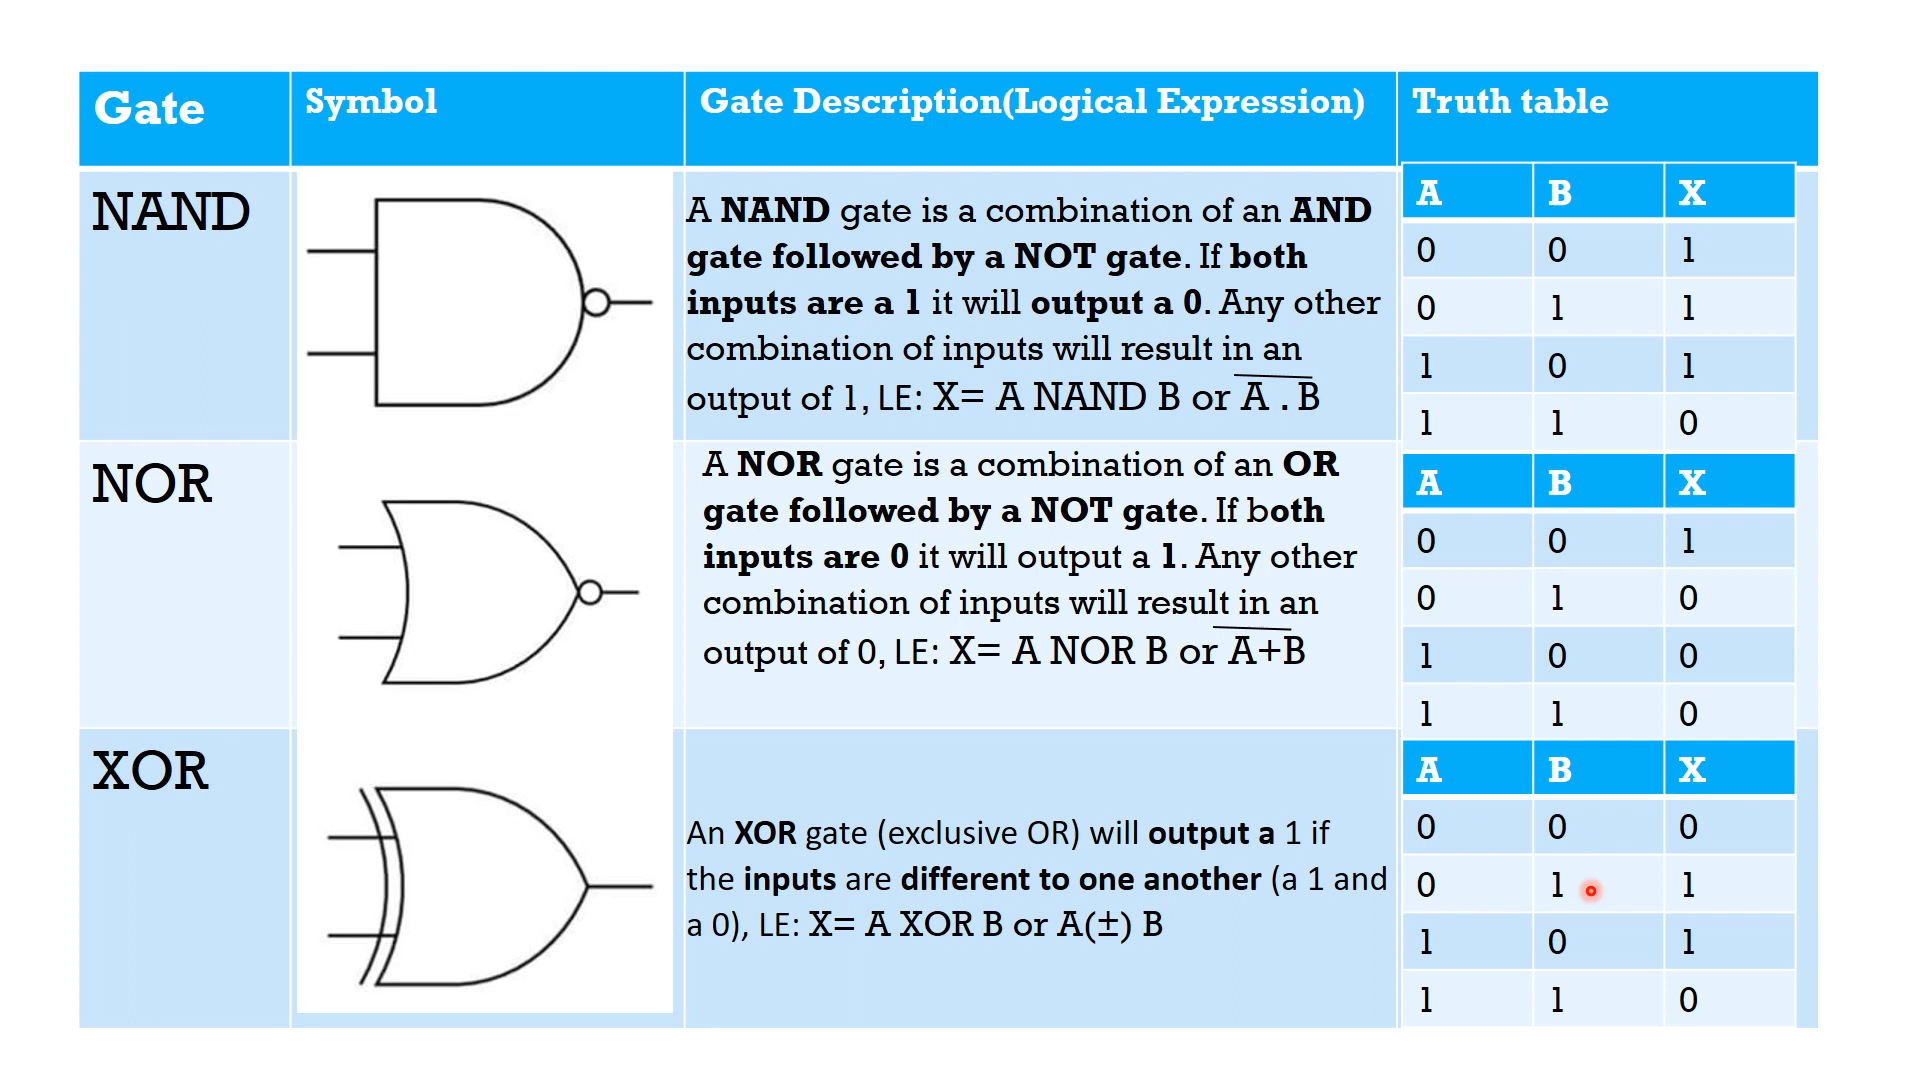 Gate Symbol Gate Description(Logical Expression) Truth table
NAND
A NAND gate is a combination of an AND
gate followed by a NOT gate. If both
inputs are a 1 it will output a 0. Any other
combination of inputs will result in an
output of 1, LE: X= A NAND B or A . B
A B X
0 0 1
0 1 1
1 0 1
1 1 0
NOR
A NOR gate is a combination of an OR
gate followed by a NOT gate. If both
inputs are 0 it will output a 1. Any other
combination of inputs will result in an
output of 0, LE: X= A NOR B or A+B
A B X
0 0 1
0 1 0
1 0 0
1 1 0
XOR
An XOR gate (exclusive OR) will output a 1 if
the inputs are different to one another (a 1 and
a 0), LE: X= A XOR B or A(±) B
A B X
0 0 0
0 1 1
1 0 1
1 1 0